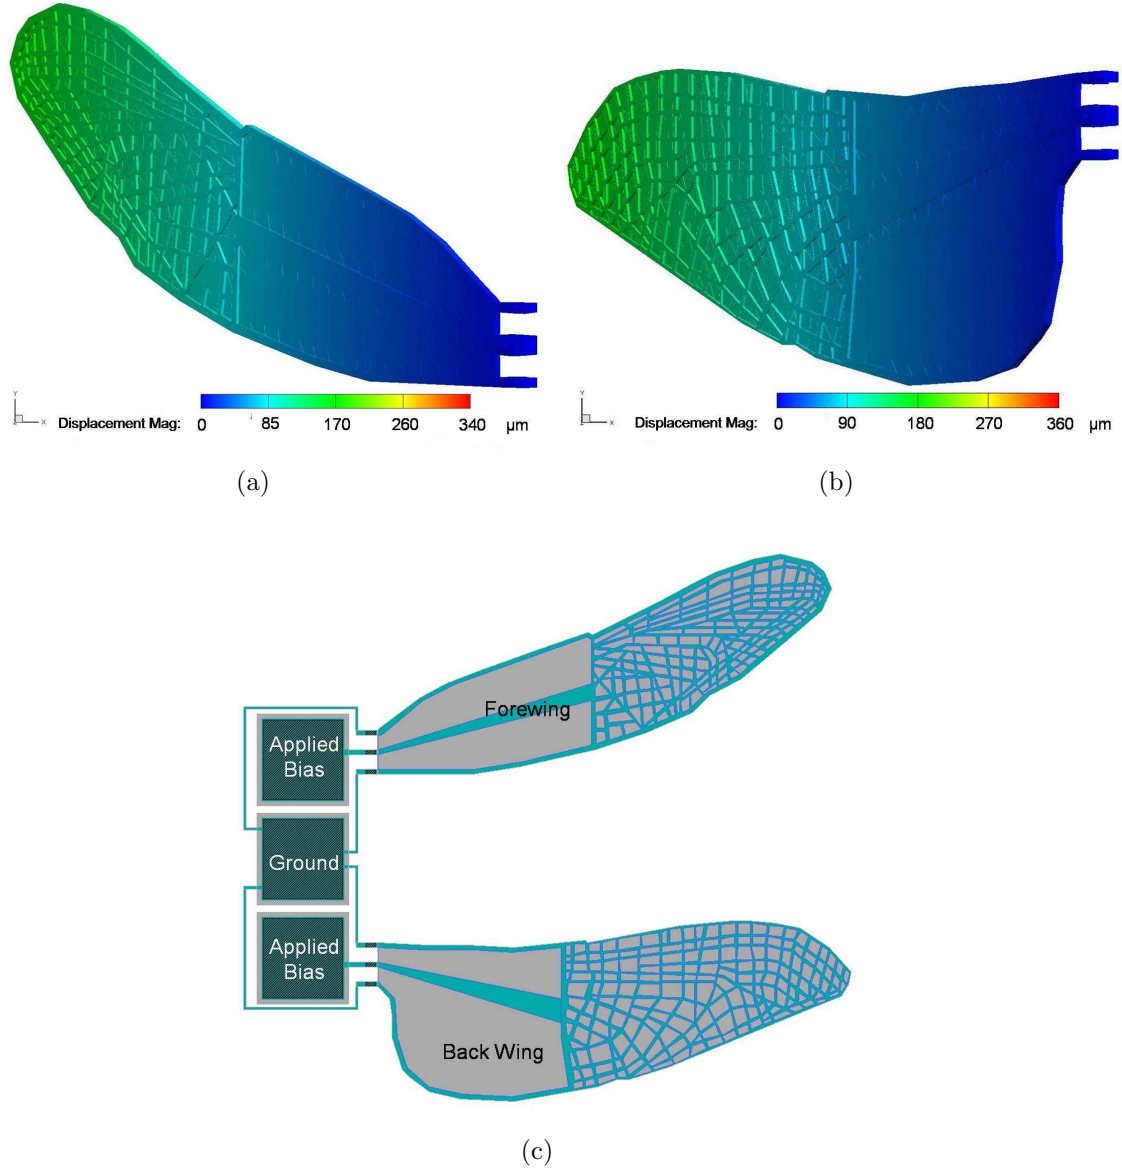 Y
X
Displacement Mag: 0 85 170 260 340 µm
(a)
Y
X
Displacement Mag: 0 90 180 270 360 µm
(b)
Forewing
Applied
Bias
Ground
Applied
Bias
Back Wing
(c)